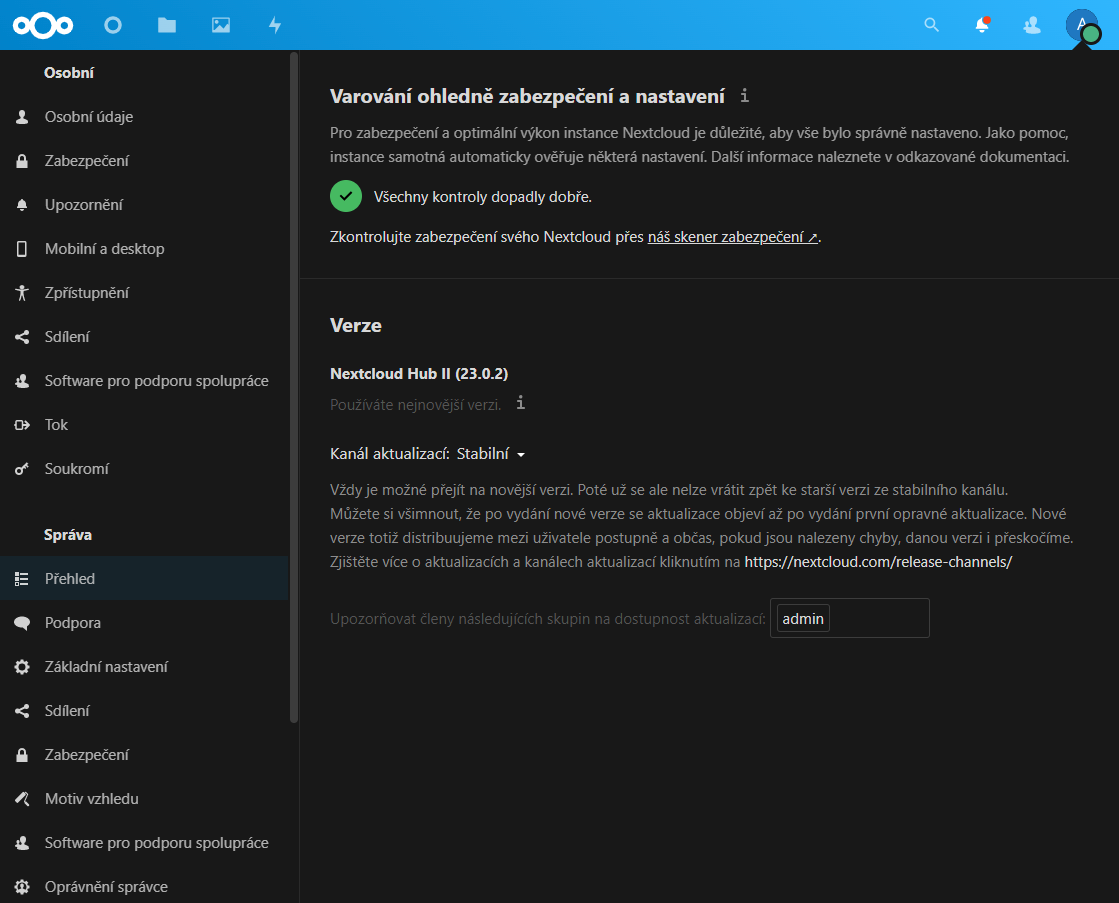 A
Osobní
Osobní údaje
Zabezpečení
Upozornění
Mobilní a desktop
Zpřístupnění
Sdílení
Software pro podporu spolupráce
Tok
Soukromí
Správa
Přehled
Podpora
Základní nastavení
Sdílení
Zabezpečení
Motiv vzhledu
Software pro podporu spolupráce
Oprávnění správce
Varování ohledně zabezpečení a nastavení
Pro zabezpečení a optimální výkon instance Nextcloud je důležité, aby vše bylo správně nastaveno. Jako pomoc,
instance samotná automaticky ověřuje některá nastavení. Další informace naleznete v odkazované dokumentaci.
Všechny kontroly dopadly dobře.
Zkontrolujte zabezpečení svého Nextcloud přes náš skener zabezpečení ↗.
Verze
Nextcloud Hub II (23.0.2)
Používáte nejnovější verzi.
Kanál aktualizací: Stabilní
Vždy je možné přejít na novější verzi. Poté už se ale nelze vrátit zpět ke starší verzi ze stabilního kanálu.
Můžete si všimnout, že po vydání nové verze se aktualizace objeví až po vydání první opravné aktualizace. Nové
verze totiž distribuujeme mezi uživatele postupně a občas, pokud jsou nalezeny chyby, danou verzi i přeskočíme.
Zjištěte více o aktualizacích a kanálech aktualizací kliknutím na https://nextcloud.com/release-channels/
Upozorňovat členy následujících skupin na dostupnost aktualizací: admin